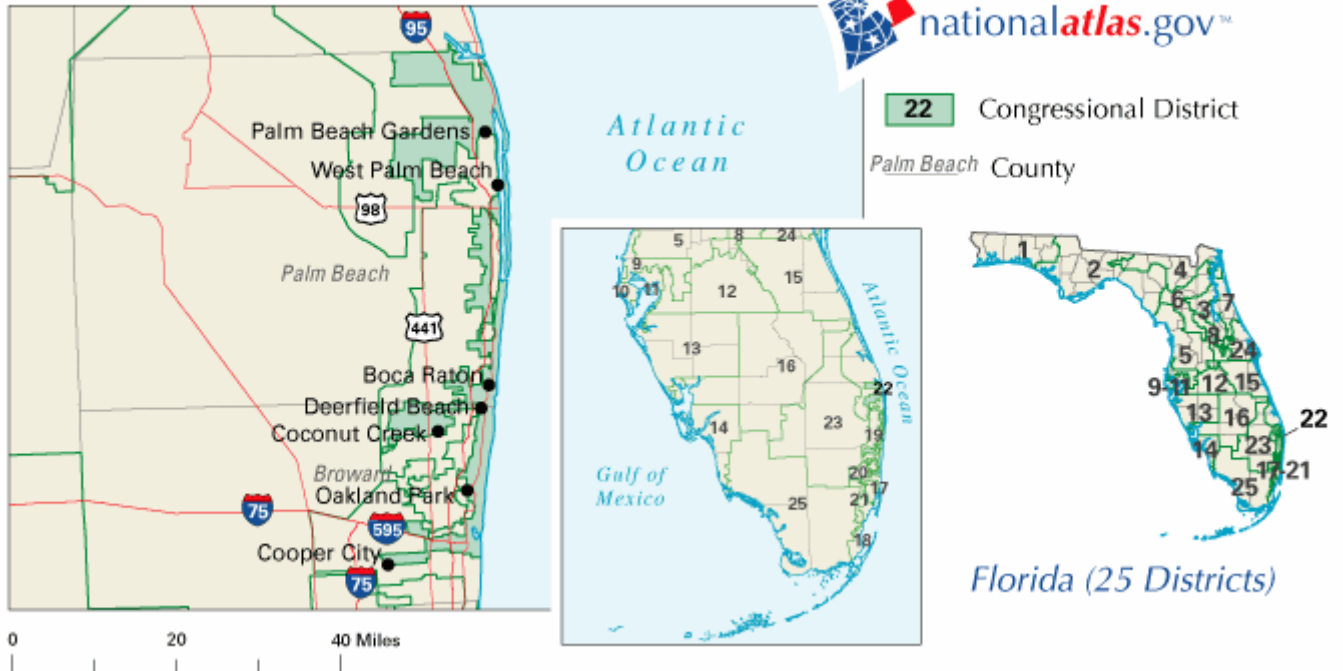 95
Palm Beach Gardens
West Palm Beach
98
Palm Beach
441
Boca Raton
Deerfield Beach
Coconut Creek
Broward
Oakland Park
75
595
Cooper City
75
0 20 40 Miles
Atlantic
Ocean
nationalatlas.gov™
22 Congressional District
Palm Beach County
5 8 24
9
10 11 12 15
13
16
22
14 23
19
20
17
25 21
18
Atlantic Ocean
Gulf of
Mexico
1
2 4
6
3 7
8
5 24
9-11 12 15
13 16
22
14 23
17-21
25
Florida (25 Districts)